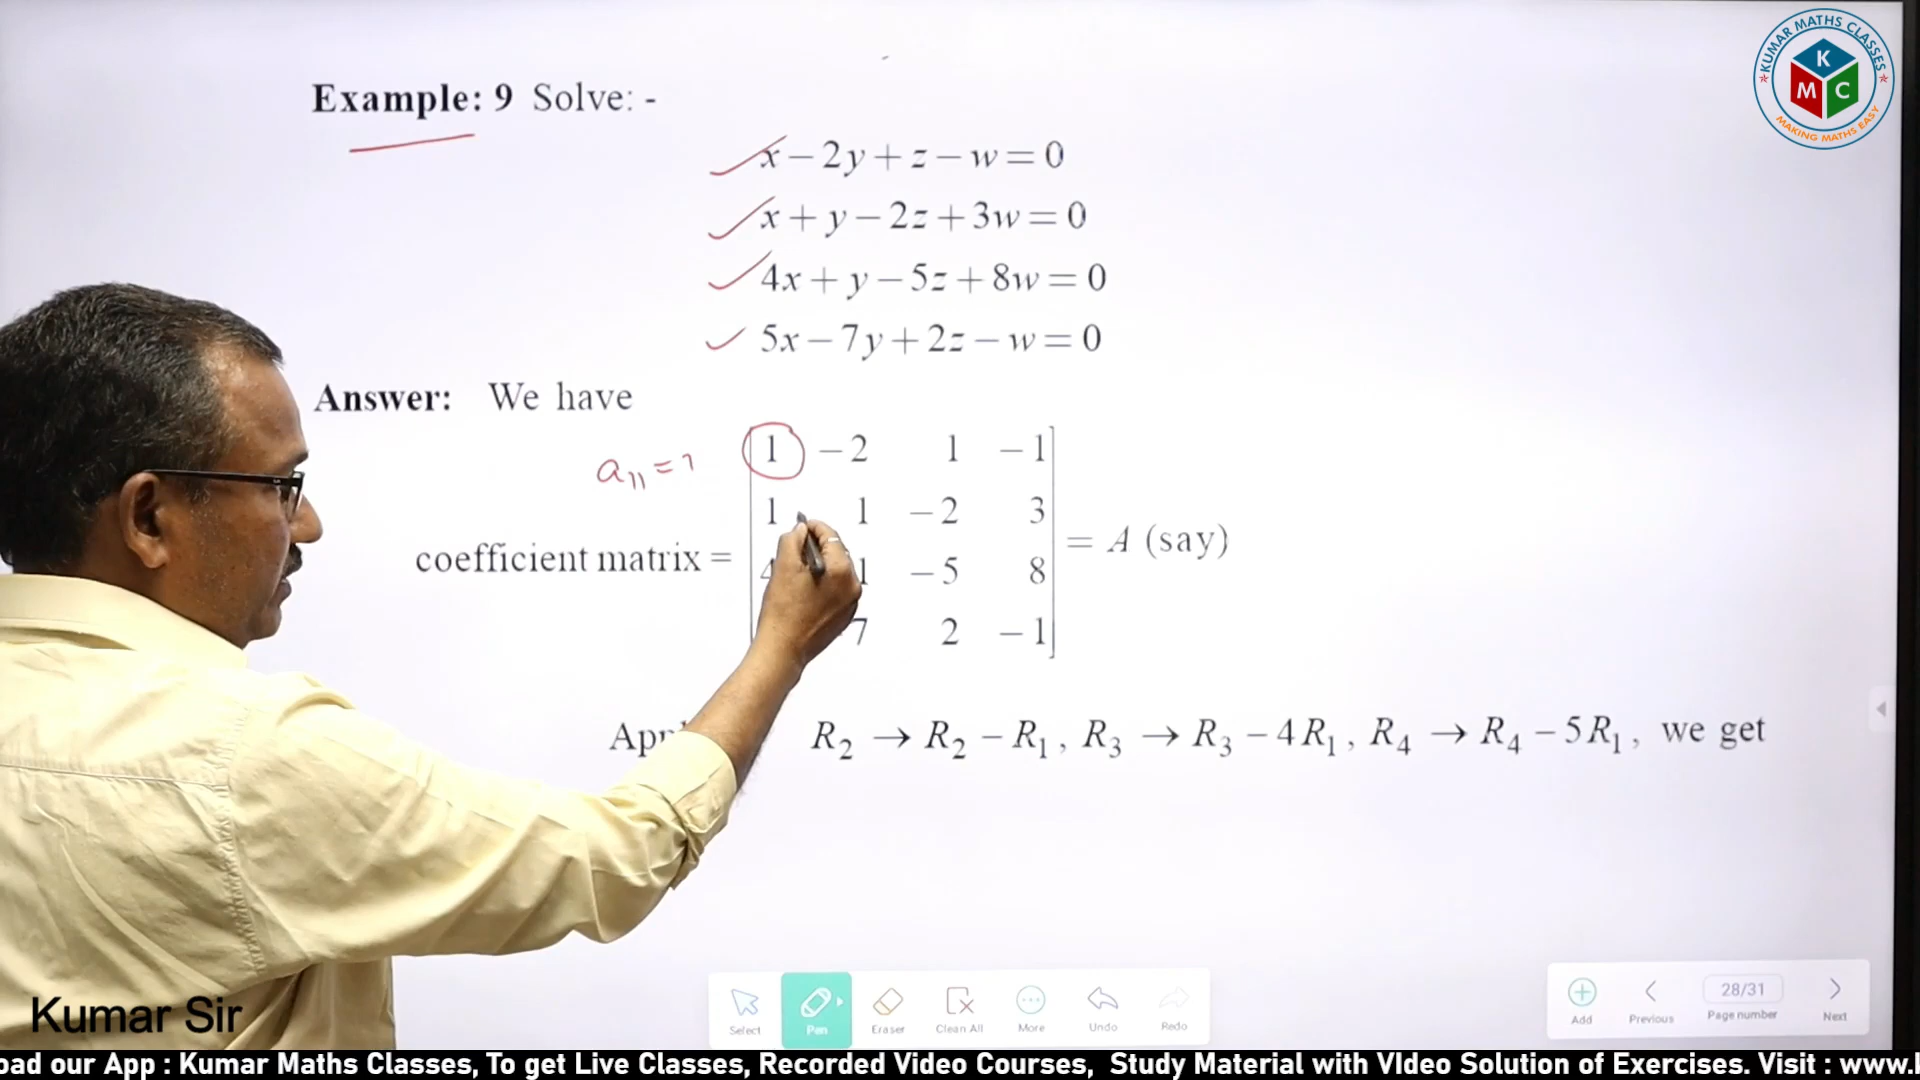 KUMAR MATHS CLASSES
K
M C
MAKING MATHS EASY
Example: 9 Solve: -
x − 2y + z − w = 0
x + y − 2z + 3w = 0
4x + y − 5z + 8w = 0
5x − 7y + 2z − w = 0
Answer: We have
a₁₁ = 1
1 −2 1 −1
1 1 −2 3
coefficient matrix = = A (say)
4 1 −5 8
7 2 −1
R₂ → R₂ − R₁, R₃ → R₃ − 4R₁, R₄ → R₄ − 5R₁, we get
Select Pen Eraser Clean All More Undo Redo
Add Previous 28/31 Page number Next
Kumar Sir
our App : Kumar Maths Classes, To get Live Classes, Recorded Video Courses, Study Material with VIdeo Solution of Exercises. Visit : www.